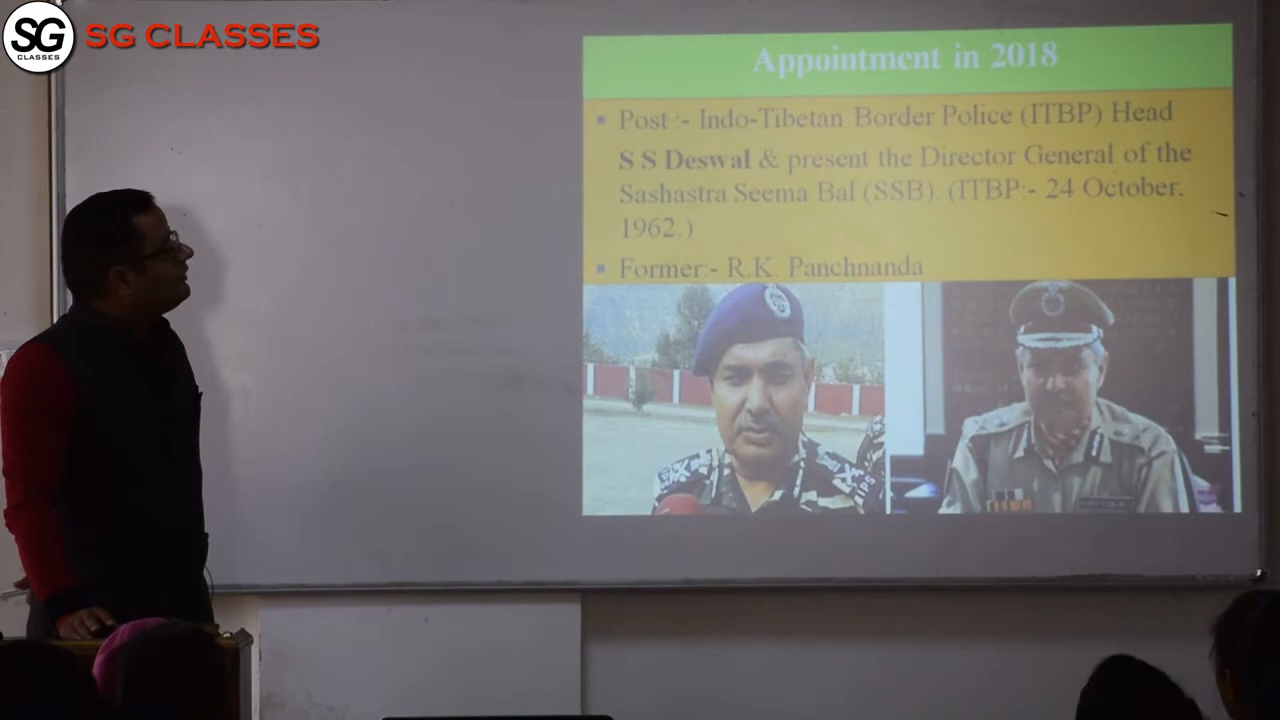 SG
CLASSES
SG CLASSES
Appointment in 2018
Post :- Indo-Tibetan Border Police (ITBP) Head
S S Deswal & present the Director General of the
Sashastra Seema Bal (SSB). (ITBP:- 24 October.
1962.)
Former:- R.K. Panchnanda
IPS